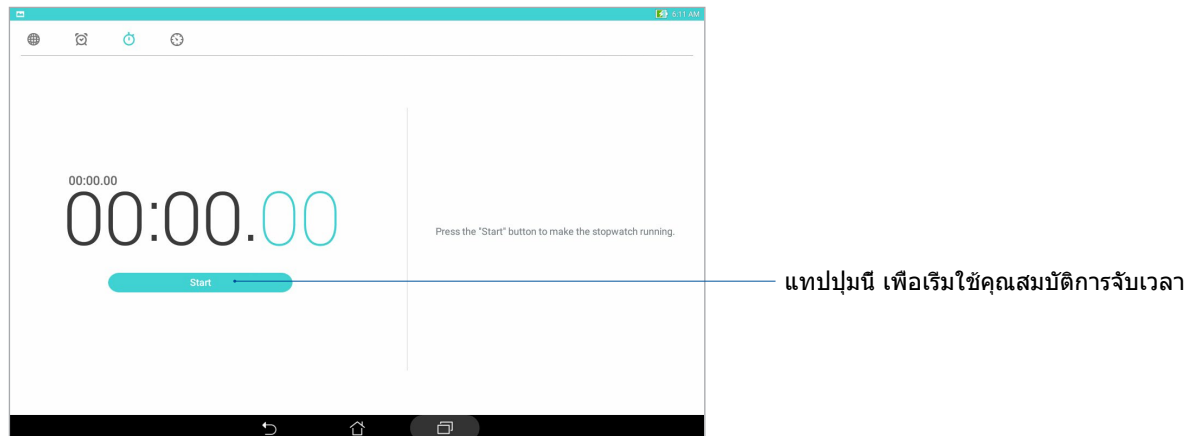 6:11 AM
00:00.00
00:00.00
Press the "Start" button to make the stopwatch running.
Start
แทปปุ่มนี้ เพื่อเริ่มใช้คุณสมบัติการจับเวลา